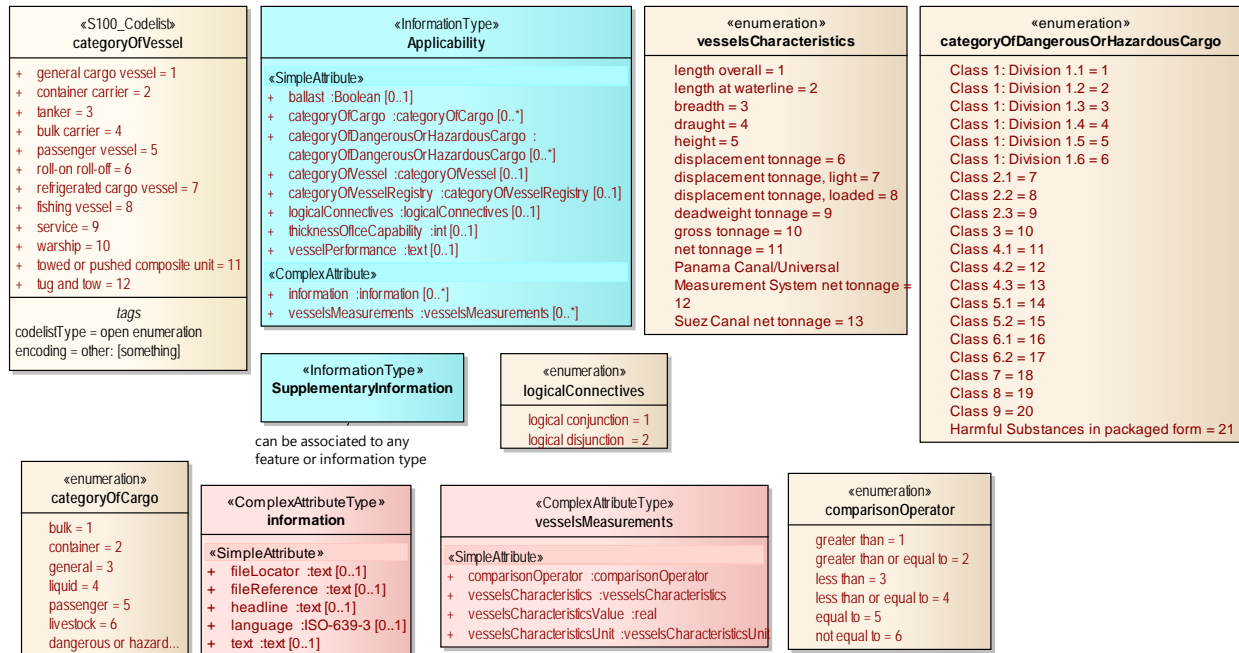 «S100_Codelist»
categoryOfVessel
+ general cargo vessel = 1
+ container carrier = 2
+ tanker = 3
+ bulk carrier = 4
+ passenger vessel = 5
+ roll-on roll-off = 6
+ refrigerated cargo vessel = 7
+ fishing vessel = 8
+ service = 9
+ warship = 10
+ towed or pushed composite unit = 11
+ tug and tow = 12
tags
codelistType = open enumeration
encoding = other: [something]
«InformationType»
Applicability
«SimpleAttribute»
+ ballast :Boolean [0..1]
+ categoryOfCargo :categoryOfCargo [0..*]
+ categoryOfDangerousOrHazardousCargo :
categoryOfDangerousOrHazardousCargo [0..*]
+ categoryOfVessel :categoryOfVessel [0..1]
+ categoryOfVesselRegistry :categoryOfVesselRegistry [0..1]
+ logicalConnectives :logicalConnectives [0..1]
+ thicknessOfIceCapability :int [0..1]
+ vesselPerformance :text [0..1]
«ComplexAttribute»
+ information :information [0..*]
+ vesselsMeasurements :vesselsMeasurements [0..*]
«enumeration»
vesselsCharacteristics
length overall = 1
length at waterline = 2
breadth = 3
draught = 4
height = 5
displacement tonnage = 6
displacement tonnage, light = 7
displacement tonnage, loaded = 8
deadweight tonnage = 9
gross tonnage = 10
net tonnage = 11
Panama Canal/Universal
Measurement System net tonnage =
12
Suez Canal net tonnage = 13
«enumeration»
categoryOfDangerousOrHazardousCargo
Class 1: Division 1.1 = 1
Class 1: Division 1.2 = 2
Class 1: Division 1.3 = 3
Class 1: Division 1.4 = 4
Class 1: Division 1.5 = 5
Class 1: Division 1.6 = 6
Class 2.1 = 7
Class 2.2 = 8
Class 2.3 = 9
Class 3 = 10
Class 4.1 = 11
Class 4.2 = 12
Class 4.3 = 13
Class 5.1 = 14
Class 5.2 = 15
Class 6.1 = 16
Class 6.2 = 17
Class 7 = 18
Class 8 = 19
Class 9 = 20
Harmful Substances in packaged form = 21
«InformationType»
SupplementaryInformation
can be associated to any
feature or information type
«enumeration»
logicalConnectives
logical conjunction = 1
logical disjunction = 2
«enumeration»
categoryOfCargo
bulk = 1
container = 2
general = 3
liquid = 4
passenger = 5
livestock = 6
dangerous or hazard...
«ComplexAttributeType»
information
«SimpleAttribute»
+ fileLocator :text [0..1]
+ fileReference :text [0..1]
+ headline :text [0..1]
+ language :ISO-639-3 [0..1]
+ text :text [0..1]
«ComplexAttributeType»
vesselsMeasurements
«SimpleAttribute»
+ comparisonOperator :comparisonOperator
+ vesselsCharacteristics :vesselsCharacteristics
+ vesselsCharacteristicsValue :real
+ vesselsCharacteristicsUnit :vesselsCharacteristicsUnit
«enumeration»
comparisonOperator
greater than = 1
greater than or equal to = 2
less than = 3
less than or equal to = 4
equal to = 5
not equal to = 6